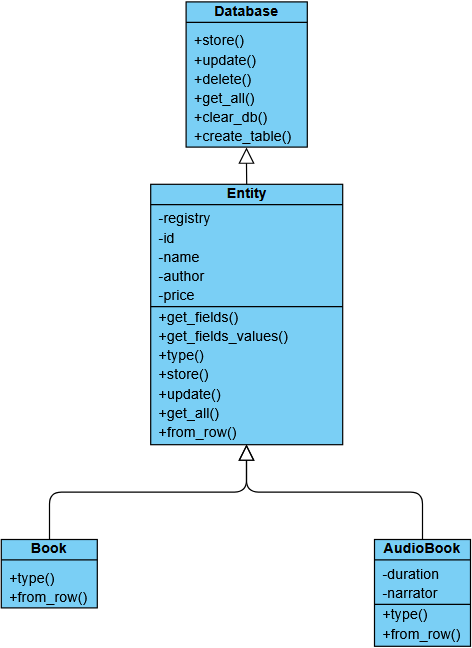 Database
+store()
+update()
+delete()
+get_all()
+clear_db()
+create_table()
Entity
-registry
-id
-name
-author
-price
+get_fields()
+get_fields_values()
+type()
+store()
+update()
+get_all()
+from_row()
Book
+type()
+from_row()
AudioBook
-duration
-narrator
+type()
+from_row()